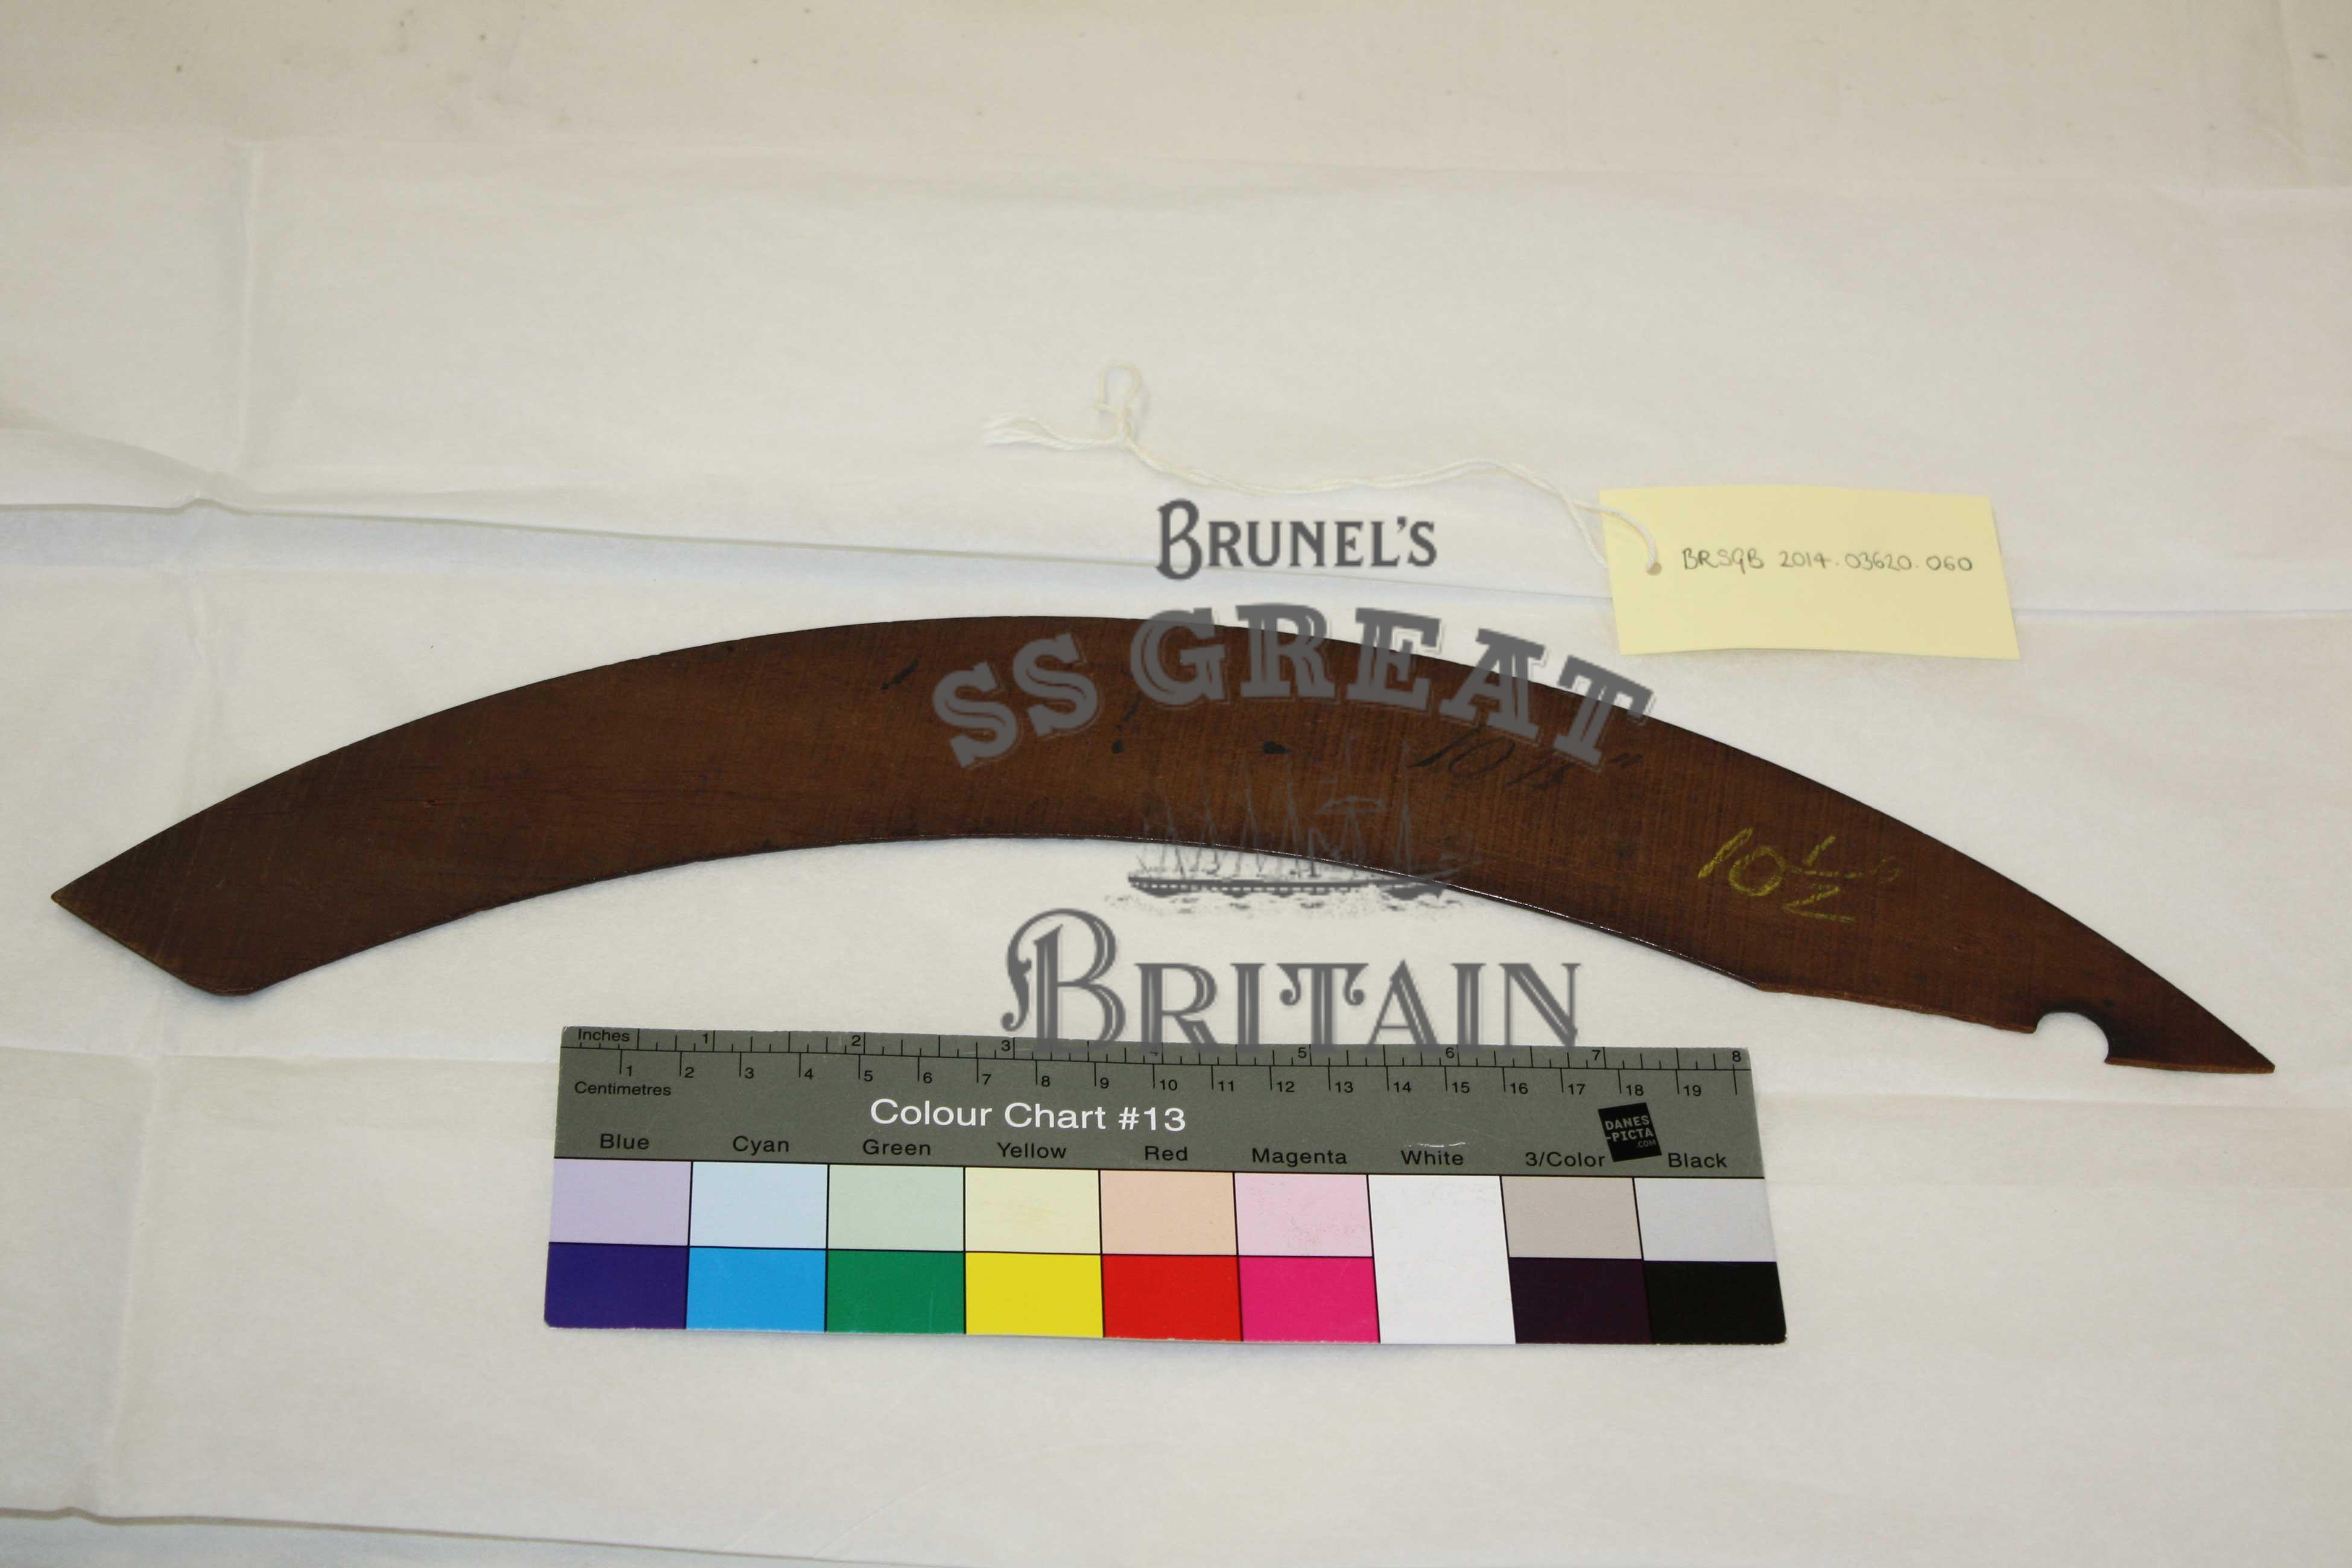 BRUNEL'S
BRSGB 2014.03620.060
SS GREAT
10½
BRITAIN
Inches 1 2 3 5 6 7 8
1 2 3 4 5 6 7 8 9 10 11 12 13 14 15 16 17 18 19
Centimetres
Colour Chart #13
DANES
-PICTA
.COM
Blue Cyan Green Yellow Red Magenta White 3/Color Black